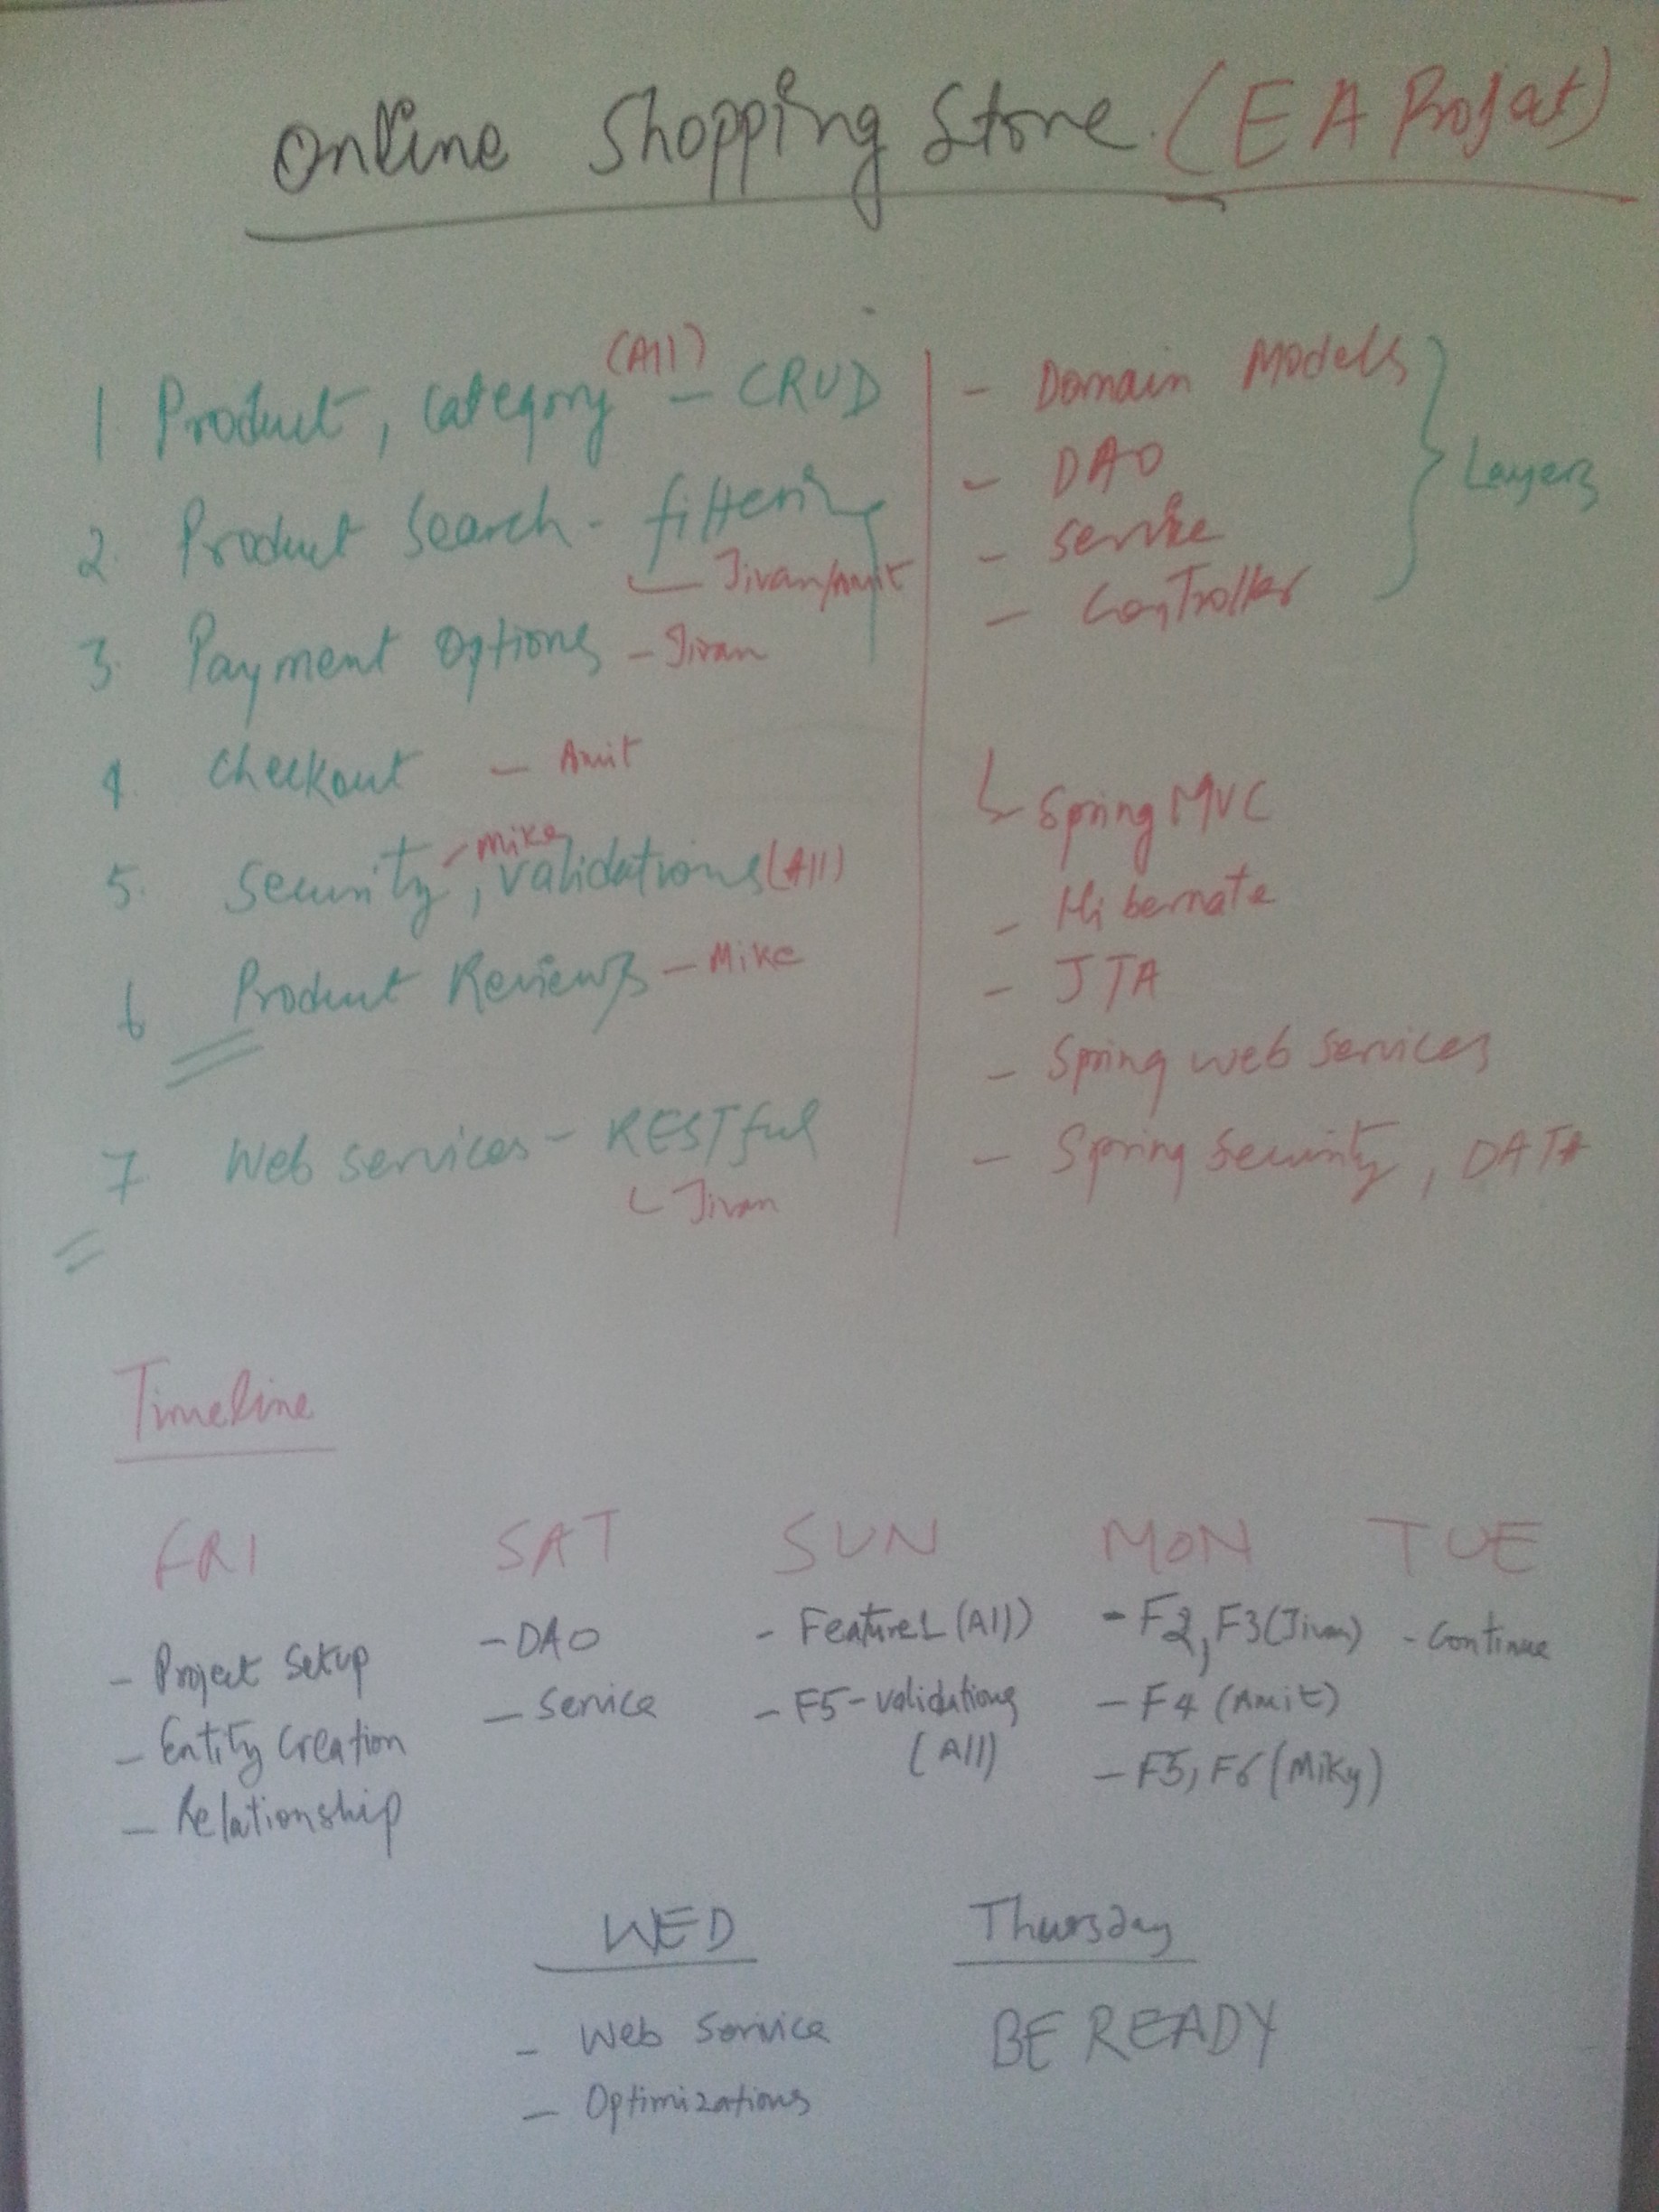 Online Shopping Store (EA Project)
1 Product, Category (All) - CRUD
2. Product Search - filtering
Jivan/Amit
3. Payment Options - Jivan
4. Checkout - Amit
5. Security - Mike, validations (All)
6 Product Reviews - Mike
7 Web services - RESTful
Jivan
- Domain Models
- DAO
- Service
- Controller
Layers
Spring MVC
- Hibernate
- JTA
- Spring web services
- Spring Security, DATA
Timeline
FRI SAT SUN MON TUE
- Project Setup
- Entity Creation
- Relationship
- DAO
- Service
- Feature1 (All)
- F5 - validations
(All)
- F2, F3 (Jivan)
- F4 (Amit)
- F5, F6 (Miky)
- Continue
WED
- Web Service
- Optimizations
Thursday
BE READY